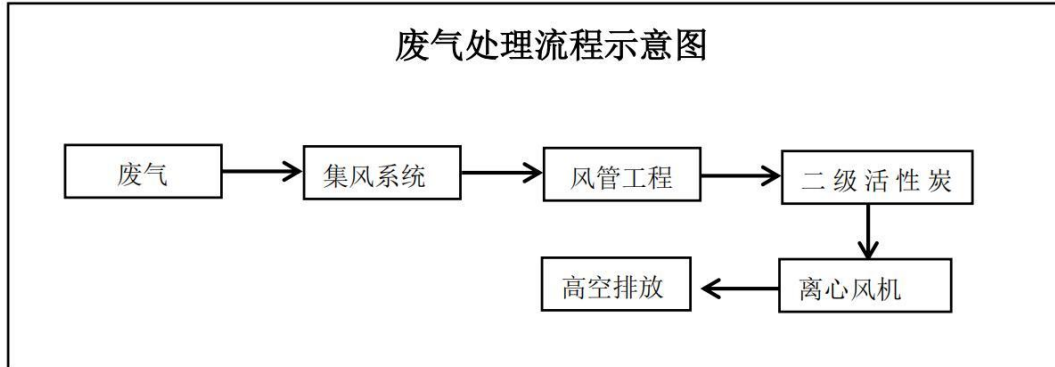 废气处理流程示意图
废气
集风系统
风管工程
二级活性炭
高空排放
离心风机